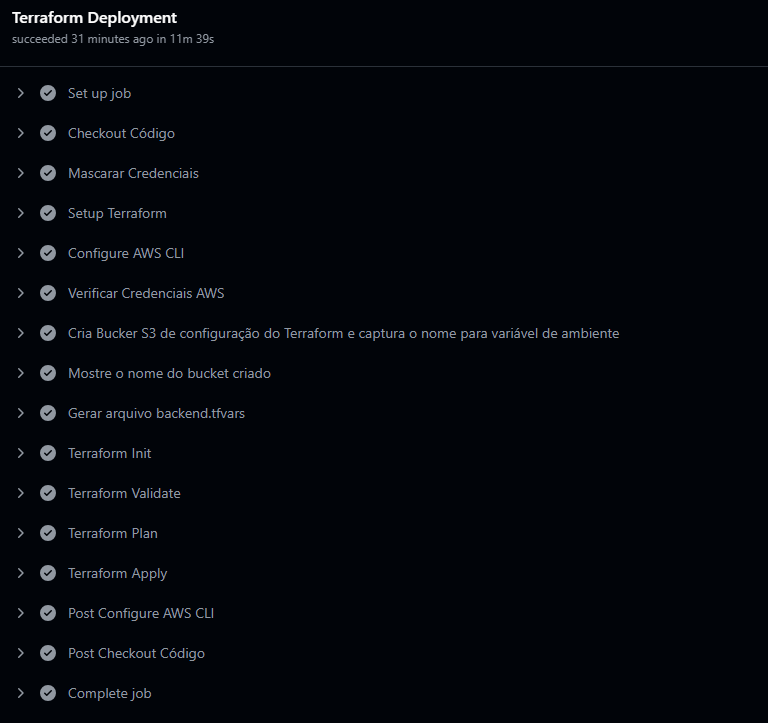 Terraform Deployment
succeeded 31 minutes ago in 11m 39s
Set up job
Checkout Código
Mascarar Credenciais
Setup Terraform
Configure AWS CLI
Verificar Credenciais AWS
Cria Bucker S3 de configuração do Terraform e captura o nome para variável de ambiente
Mostre o nome do bucket criado
Gerar arquivo backend.tfvars
Terraform Init
Terraform Validate
Terraform Plan
Terraform Apply
Post Configure AWS CLI
Post Checkout Código
Complete job